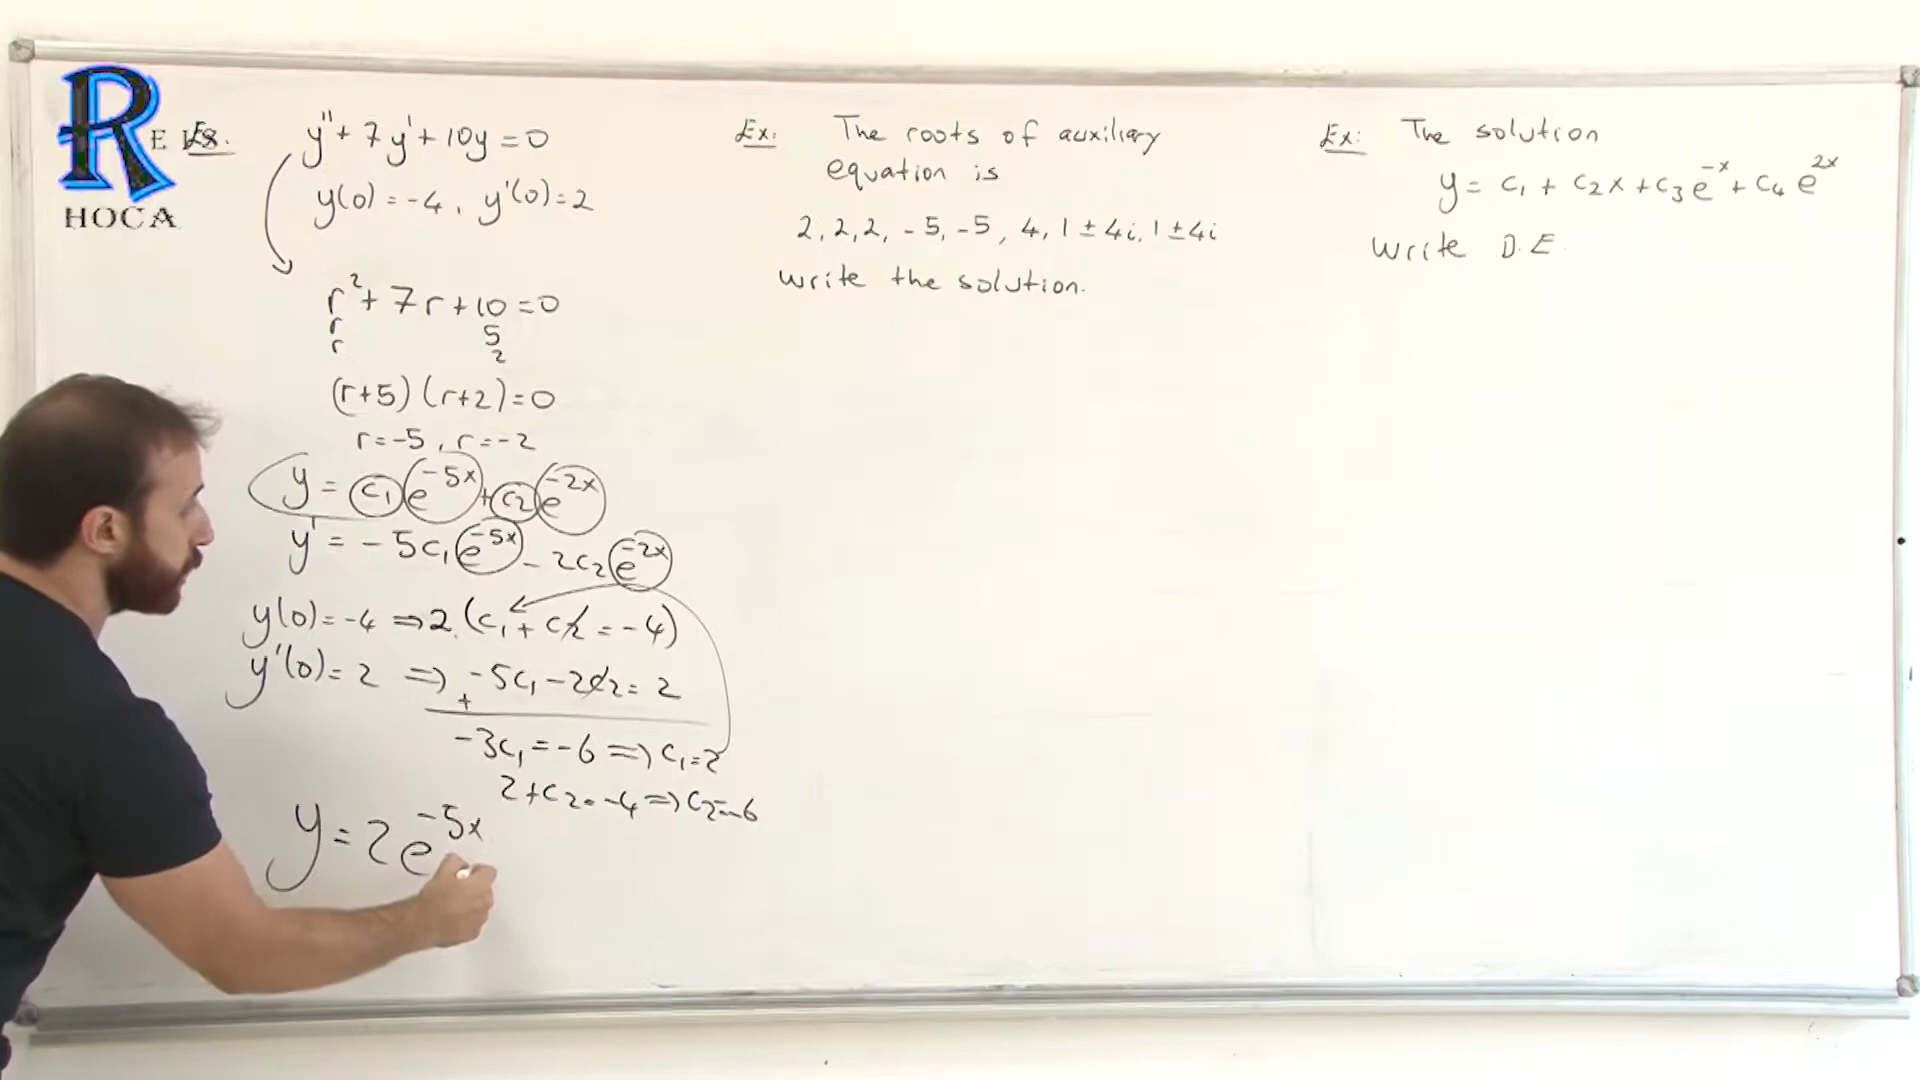 R E
HOCA
Ex.
y'' + 7y' + 10y = 0
y(0) = -4, y'(0) = 2
r² + 7r + 10 = 0
r 5
r 2
(r+5) (r+2) = 0
r = -5, r = -2
y = c₁ e⁻⁵ˣ + c₂ e⁻²ˣ
y' = -5c₁ e⁻⁵ˣ - 2c₂ e⁻²ˣ
y(0) = -4 ⇒ 2. (c₁ + c₂ = -4)
y'(0) = 2 ⇒ -5c₁ - 2c₂ = 2
+
-3c₁ = -6 ⇒ c₁ = 2
2 + c₂ = -4 ⇒ c₂ = -6
y = 2e⁻⁵ˣ
Ex: The roots of auxiliary
equation is
2, 2, 2, -5, -5, 4, 1 ± 4i, 1 ± 4i
write the solution.
Ex: The solution
y = c₁ + c₂x + c₃e⁻ˣ + c₄ e²ˣ
write D.E.